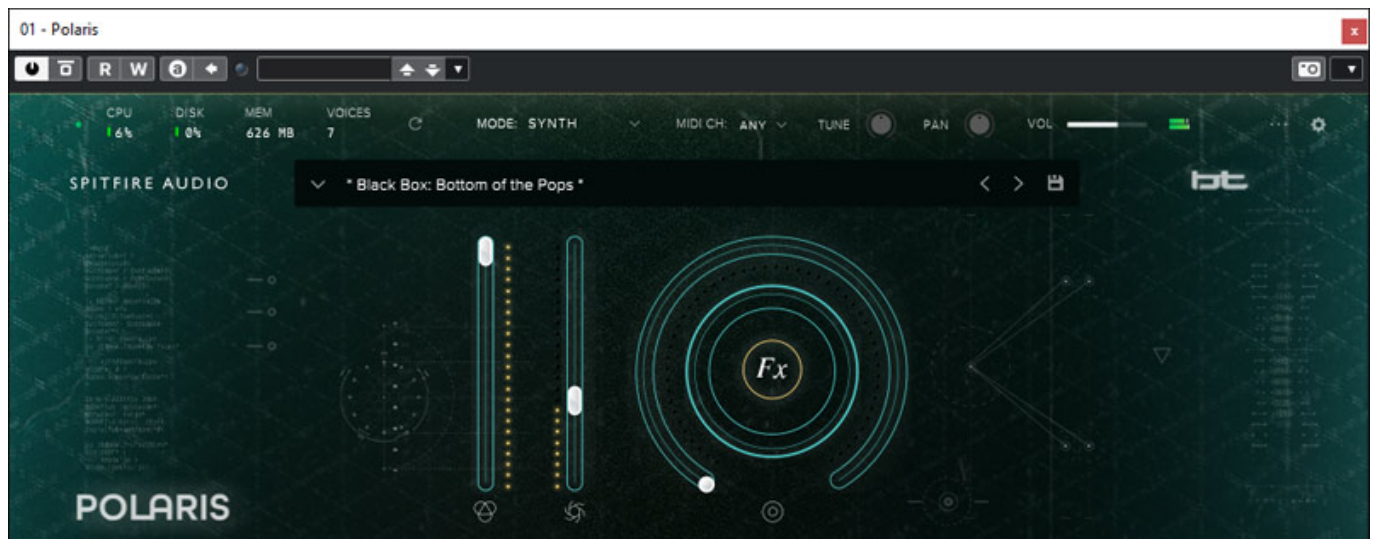 01 - Polaris
x
R W a
CPU DISK MEM VOICES
6% 0% 626 MB 7
MODE: SYNTH MIDI CH: ANY TUNE PAN VOL
SPITFIRE AUDIO
* Black Box: Bottom of the Pops *
bt
Fx
POLARIS